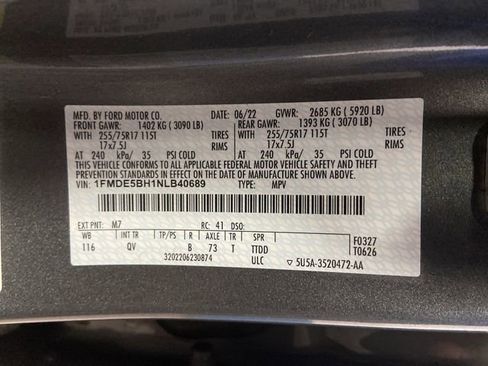 MFD. BY FORD MOTOR CO. DATE: 06/22 GVWR: 2685 KG ( 5920 LB)
FRONT GAWR: 1402 KG ( 3090 LB) REAR GAWR: 1393 KG ( 3070 LB)
WITH 255/75R17 115T WITH 255/75R17 115T
17x7.5J 17x7.5J
AT 240 kPa/ 35 PSI COLD AT 240 kPa/ 35 PSI COLD
THIS VEHICLE CONFORMS TO ALL APPLICABLE FEDERAL MOTOR VEHICLE SAFETY AND THEFT
PREVENTION STANDARDS IN EFFECT ON THE DATE OF MANUFACTURE SHOWN ABOVE.
VIN: 1FMDE5BH1NLB40689 TYPE: MPV
EXT PNT: M7 RC: 41 DSO:
WB INT TR TP/PS R AXLE TR SPR F0327
116 QV B 73 T TTDD T0626
3202206230874 ULC 5U5A-3520472-AA